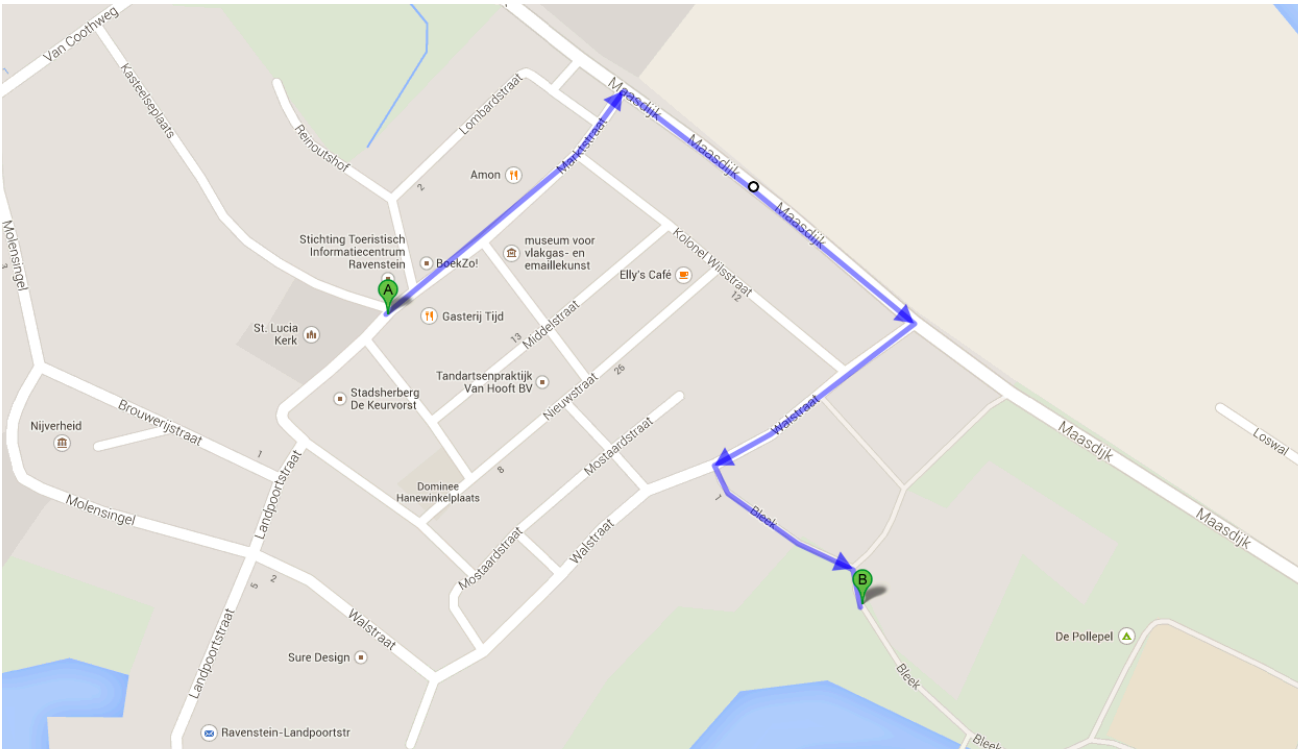 Van Coothweg
Kasteelseplaats
Reinoutshof
Lombardstraat
2
Maasdijk
Marktstraat
Maasdijk
Maasdijk
Amon
Molensingel
3
Stichting Toeristisch
Informatiecentrum
Ravenstein
BoekZo!
museum voor
vlakgas- en
emaillekunst
Kolonel Wilsstraat
12
Elly's Café
A
Gasterij Tijd
St. Lucia
Kerk
Middelstraat
13
Tandartsenpraktijk
Van Hooft BV
26
Nieuwstraat
Stadsherberg
De Keurvorst
Brouwerijstraat
1
Nijverheid
Walstraat
Mostaardstraat
8
Maasdijk
Loswal
Dominee
Hanewinkelplaats
Landpoortstraat
Molensingel
1
Bleek
Maasdijk
Walstraat
Mostaardstraat
B
5
2
Walstraat
Landpoortstraat
Sure Design
De Pollepel
Bleek
Ravenstein-Landpoortstr
Bleek